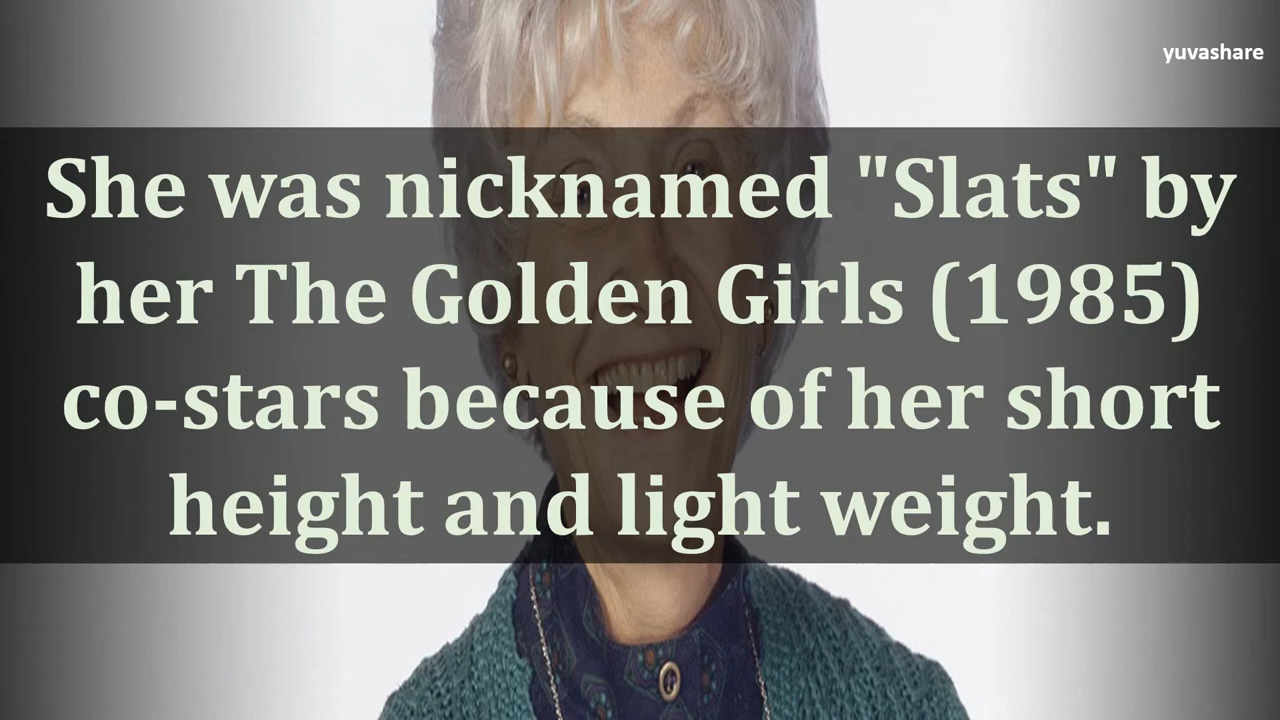 yuvashare
She was nicknamed "Slats" by
her The Golden Girls (1985)
co-stars because of her short
height and light weight.